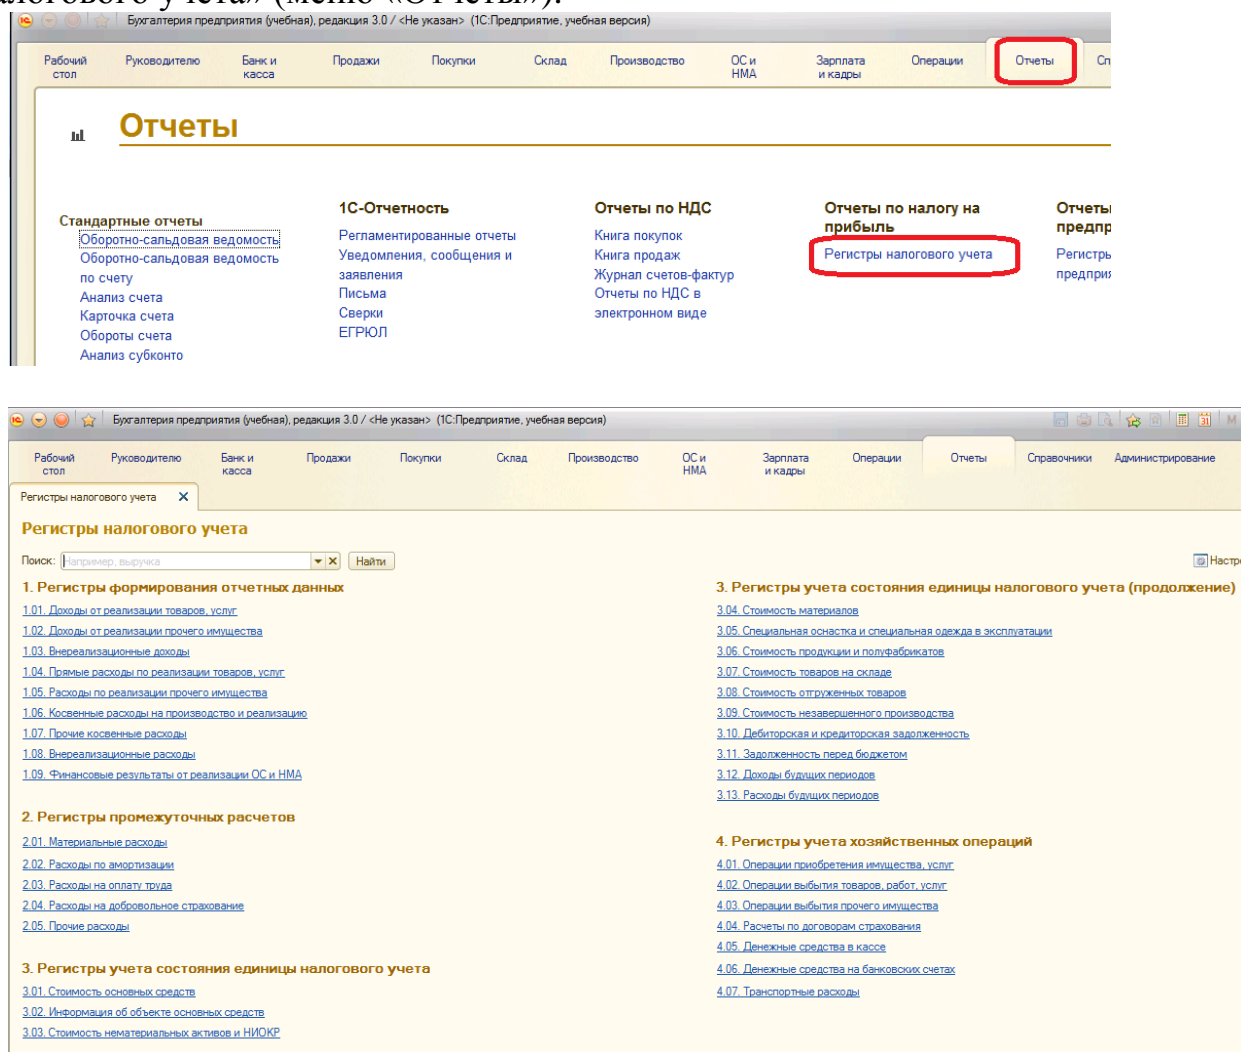 алогового учета» (меню «Отчеты»).
Бухгалтерия предприятия (учебная), редакция 3.0 / <Не указан> (1С:Предприятие, учебная версия)
Рабочий стол Руководителю Банк и касса Продажи Покупки Склад Производство ОС и НМА Зарплата и кадры Операции Отчеты Сп
Отчеты
Стандартные отчеты
Оборотно-сальдовая ведомость
Оборотно-сальдовая ведомость
по счету
Анализ счета
Карточка счета
Обороты счета
Анализ субконто
1С-Отчетность
Регламентированные отчеты
Уведомления, сообщения и
заявления
Письма
Сверки
ЕГРЮЛ
Отчеты по НДС
Книга покупок
Книга продаж
Журнал счетов-фактур
Отчеты по НДС в
электронном виде
Отчеты по налогу на
прибыль
Регистры налогового учета
Отчеты
предпр
Регистры
предприя
Бухгалтерия предприятия (учебная), редакция 3.0 / <Не указан> (1С:Предприятие, учебная версия)
31 M
Рабочий стол Руководителю Банк и касса Продажи Покупки Склад Производство ОС и НМА Зарплата и кадры Операции Отчеты Справочники Администрирование
Регистры налогового учета
Регистры налогового учета
Поиск: Например, выручка Найти Настро
1. Регистры формирования отчетных данных
1.01. Доходы от реализации товаров, услуг
1.02. Доходы от реализации прочего имущества
1.03. Внереализационные доходы
1.04. Прямые расходы по реализации товаров, услуг
1.05. Расходы по реализации прочего имущества
1.06. Косвенные расходы на производство и реализацию
1.07. Прочие косвенные расходы
1.08. Внереализационные расходы
1.09. Финансовые результаты от реализации ОС и НМА
2. Регистры промежуточных расчетов
2.01. Материальные расходы
2.02. Расходы по амортизации
2.03. Расходы на оплату труда
2.04. Расходы на добровольное страхование
2.05. Прочие расходы
3. Регистры учета состояния единицы налогового учета
3.01. Стоимость основных средств
3.02. Информация об объекте основных средств
3.03. Стоимость нематериальных активов и НИОКР
3. Регистры учета состояния единицы налогового учета (продолжение)
3.04. Стоимость материалов
3.05. Специальная оснастка и специальная одежда в эксплуатации
3.06. Стоимость продукции и полуфабрикатов
3.07. Стоимость товаров на складе
3.08. Стоимость отгруженных товаров
3.09. Стоимость незавершенного производства
3.10. Дебиторская и кредиторская задолженность
3.11. Задолженность перед бюджетом
3.12. Доходы будущих периодов
3.13. Расходы будущих периодов
4. Регистры учета хозяйственных операций
4.01. Операции приобретения имущества, услуг
4.02. Операции выбытия товаров, работ, услуг
4.03. Операции выбытия прочего имущества
4.04. Расчеты по договорам страхования
4.05. Денежные средства в кассе
4.06. Денежные средства на банковских счетах
4.07. Транспортные расходы